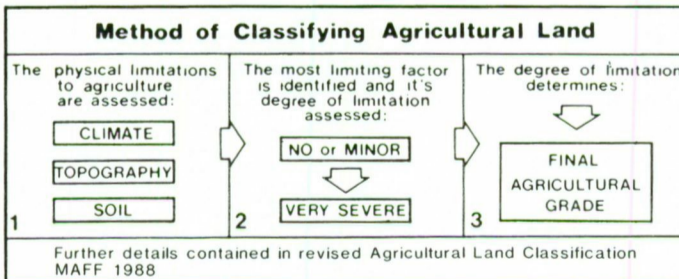 Method of Classifying Agricultural Land
The physical limitations
to agriculture
are assessed:
CLIMATE
TOPOGRAPHY
SOIL
1
The most limiting factor
is identified and it's
degree of limitation
assessed:
NO or MINOR
VERY SEVERE
2
The degree of limitation
determines:
FINAL
AGRICULTURAL
GRADE
3
Further details contained in revised Agricultural Land Classification
MAFF 1988